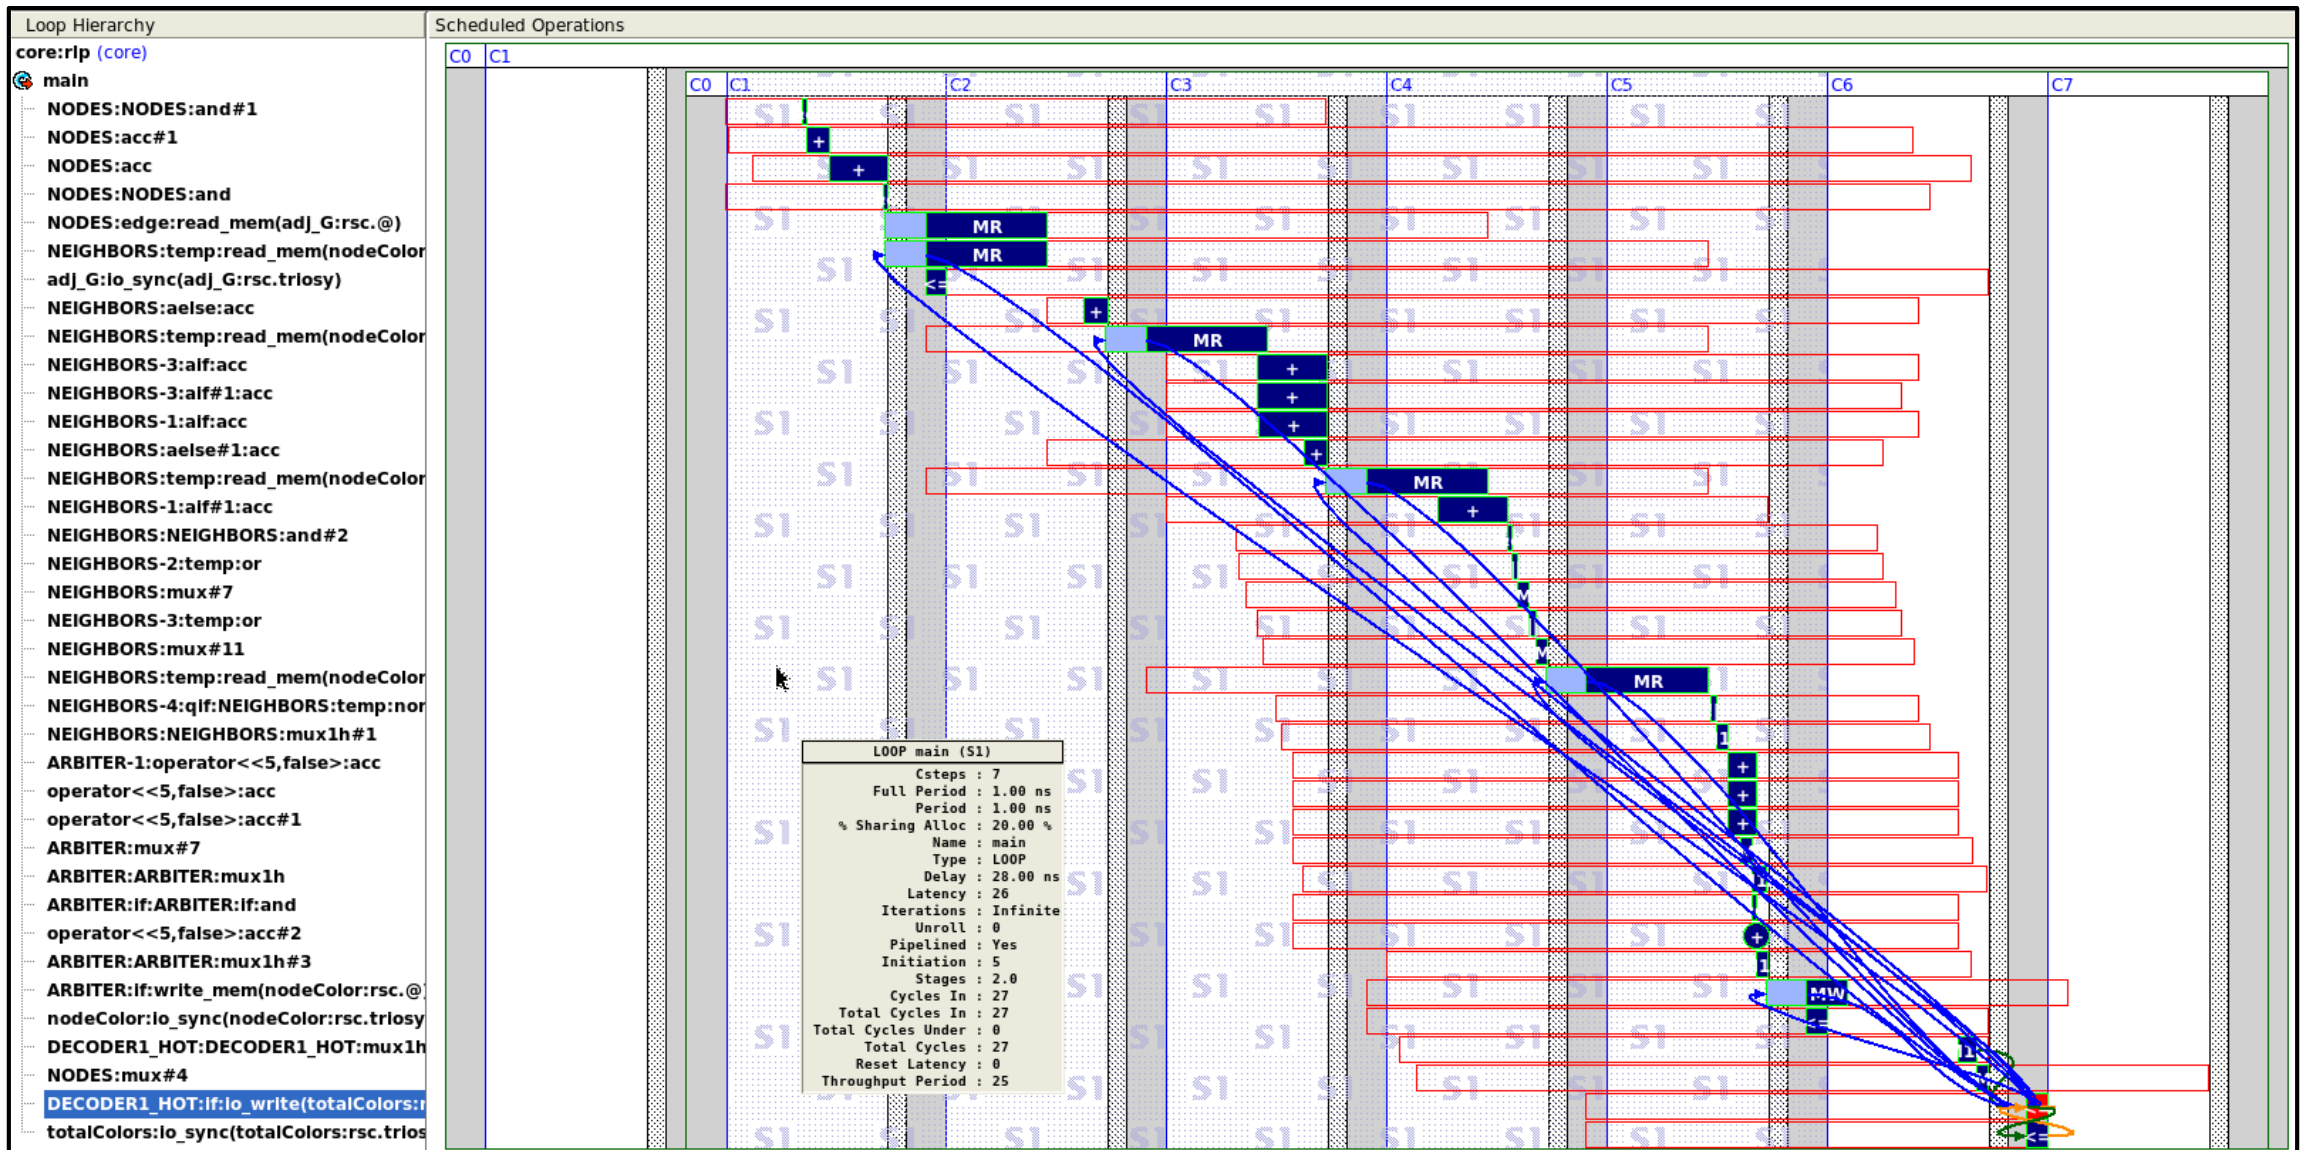 Loop Hierarchy
Scheduled Operations
core:rlp (core)
main
NODES:NODES:and#1
NODES:acc#1
NODES:acc
NODES:NODES:and
NODES:edge:read_mem(adj_G:rsc.@)
NEIGHBORS:temp:read_mem(nodeColor
adj_G:io_sync(adj_G:rsc.triosy)
NEIGHBORS:aelse:acc
NEIGHBORS:temp:read_mem(nodeColor
NEIGHBORS-3:aif:acc
NEIGHBORS-3:aif#1:acc
NEIGHBORS-1:aif:acc
NEIGHBORS:aelse#1:acc
NEIGHBORS:temp:read_mem(nodeColor
NEIGHBORS-1:aif#1:acc
NEIGHBORS:NEIGHBORS:and#2
NEIGHBORS-2:temp:or
NEIGHBORS:mux#7
NEIGHBORS-3:temp:or
NEIGHBORS:mux#11
NEIGHBORS:temp:read_mem(nodeColor
NEIGHBORS-4:qif:NEIGHBORS:temp:nor
NEIGHBORS:NEIGHBORS:mux1h#1
ARBITER-1:operator<<5,false>:acc
operator<<5,false>:acc
operator<<5,false>:acc#1
ARBITER:mux#7
ARBITER:ARBITER:mux1h
ARBITER:if:ARBITER:if:and
operator<<5,false>:acc#2
ARBITER:ARBITER:mux1h#3
ARBITER:if:write_mem(nodeColor:rsc.@)
nodeColor:io_sync(nodeColor:rsc.triosy
DECODER1_HOT:DECODER1_HOT:mux1h
NODES:mux#4
DECODER1_HOT:if:io_write(totalColors:r
totalColors:io_sync(totalColors:rsc.trios
C0 C1
C0 C1 C2 C3 C4 C5 C6 C7
+
+
MR
MR
<=
+
MR
+
+
+
+
MR
+
M
M
MR
1
+
+
+
1
+
1
MW
<=
1
<=
LOOP main (S1)
Csteps : 7
Full Period : 1.00 ns
Period : 1.00 ns
% Sharing Alloc : 20.00 %
Name : main
Type : LOOP
Delay : 28.00 ns
Latency : 26
Iterations : Infinite
Unroll : 0
Pipelined : Yes
Initiation : 5
Stages : 2.0
Cycles In : 27
Total Cycles In : 27
Total Cycles Under : 0
Total Cycles : 27
Reset Latency : 0
Throughput Period : 25